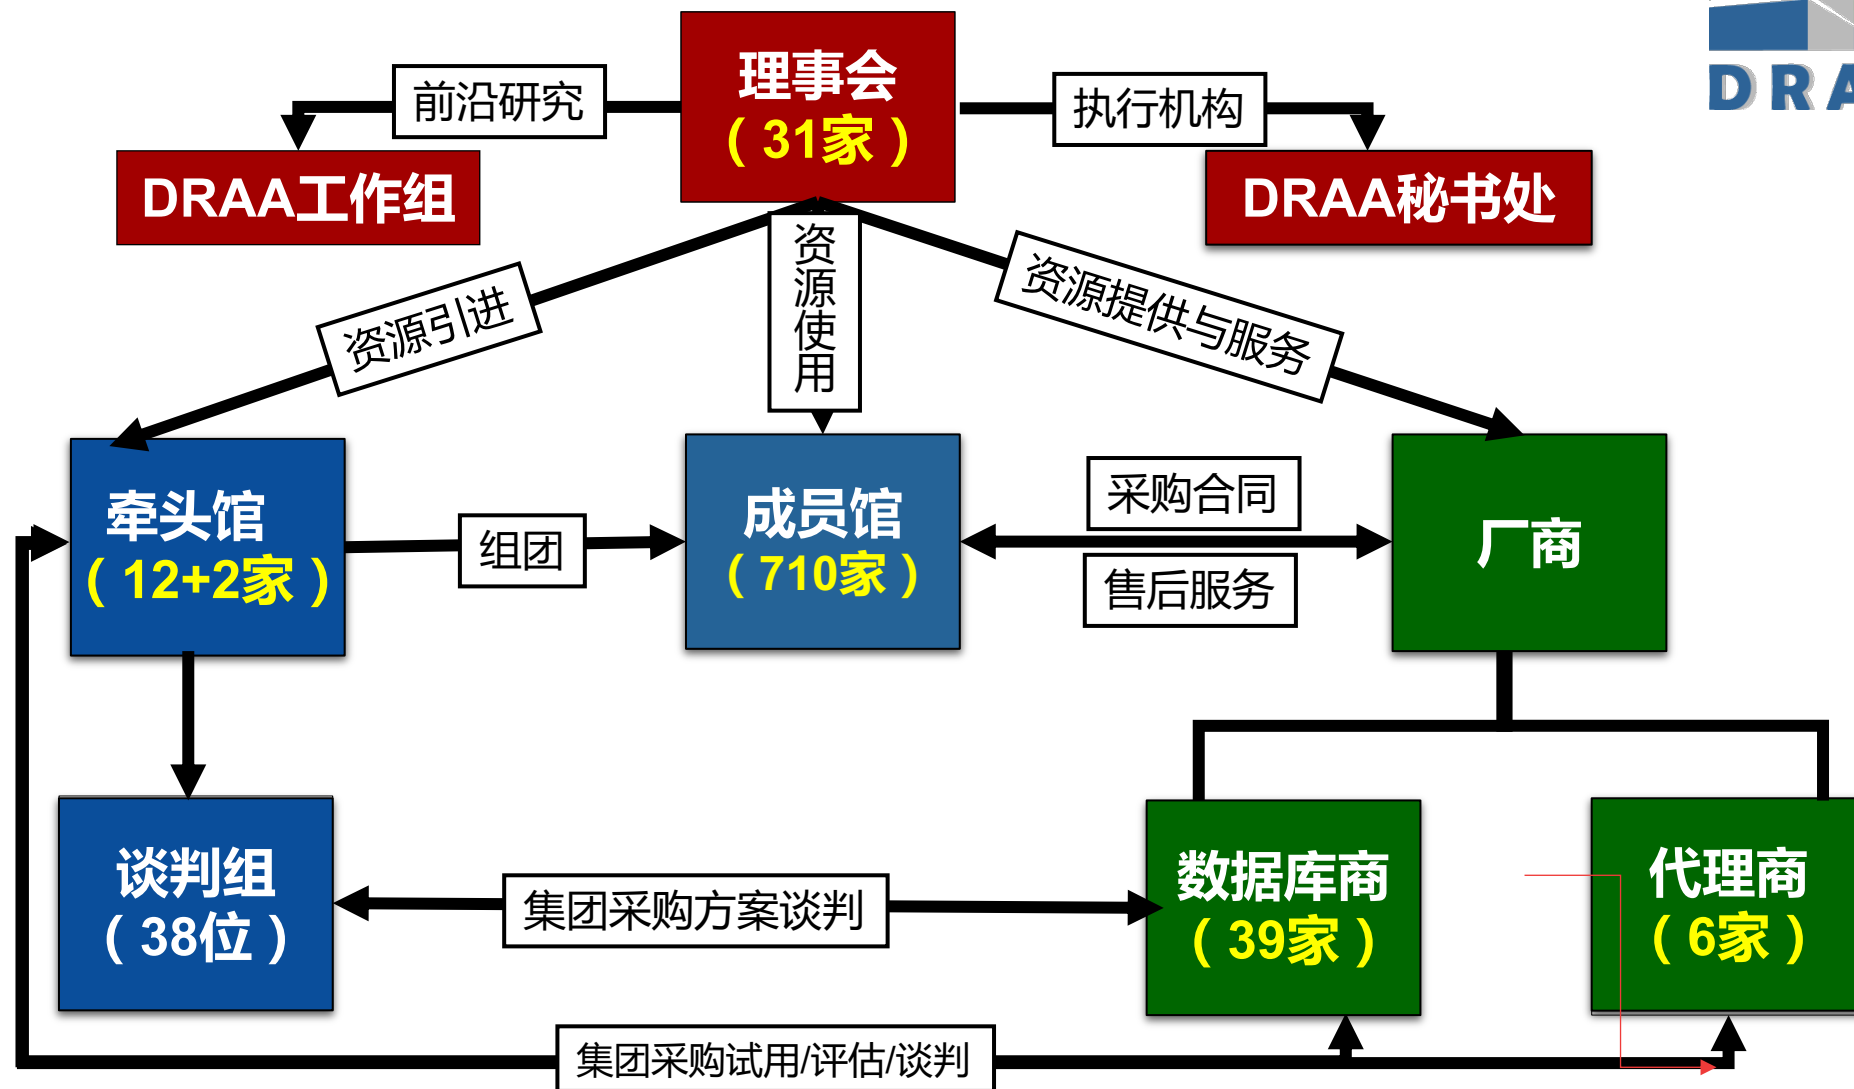 理事会
（31家）
前沿研究
执行机构
DRA
DRAA工作组
DRAA秘书处
资源引进
资源使用
资源提供与服务
牵头馆
（12+2家）
组团
成员馆
（710家）
采购合同
售后服务
厂商
谈判组
（38位）
集团采购方案谈判
数据库商
（39家）
代理商
（6家）
集团采购试用/评估/谈判